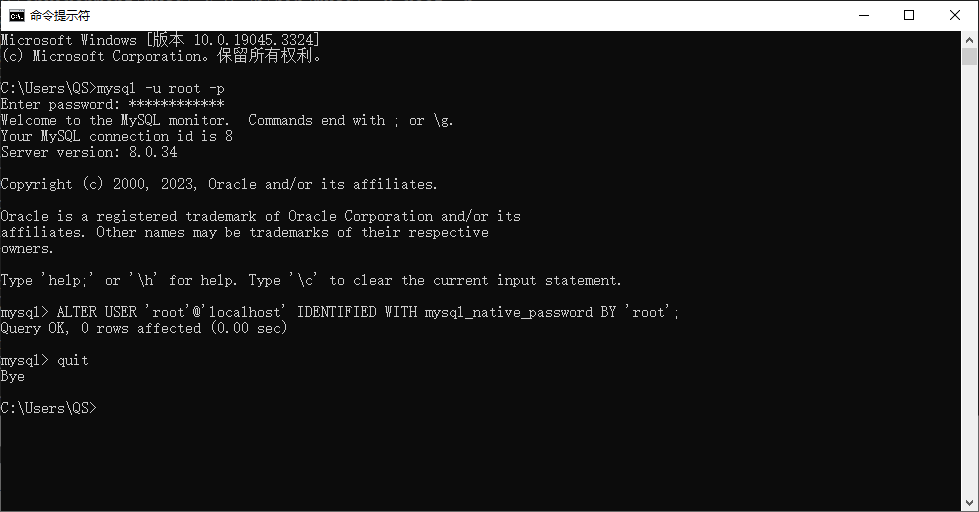 命令提示符
Microsoft Windows [版本 10.0.19045.3324]
(c) Microsoft Corporation。保留所有权利。
C:\Users\QS>mysql -u root -p
Enter password: ************
Welcome to the MySQL monitor.  Commands end with ; or \g.
Your MySQL connection id is 8
Server version: 8.0.34
Copyright (c) 2000, 2023, Oracle and/or its affiliates.
Oracle is a registered trademark of Oracle Corporation and/or its
affiliates. Other names may be trademarks of their respective
owners.
Type 'help;' or '\h' for help. Type '\c' to clear the current input statement.
mysql> ALTER USER 'root'@'localhost' IDENTIFIED WITH mysql_native_password BY 'root';
Query OK, 0 rows affected (0.00 sec)
mysql> quit
Bye
C:\Users\QS>